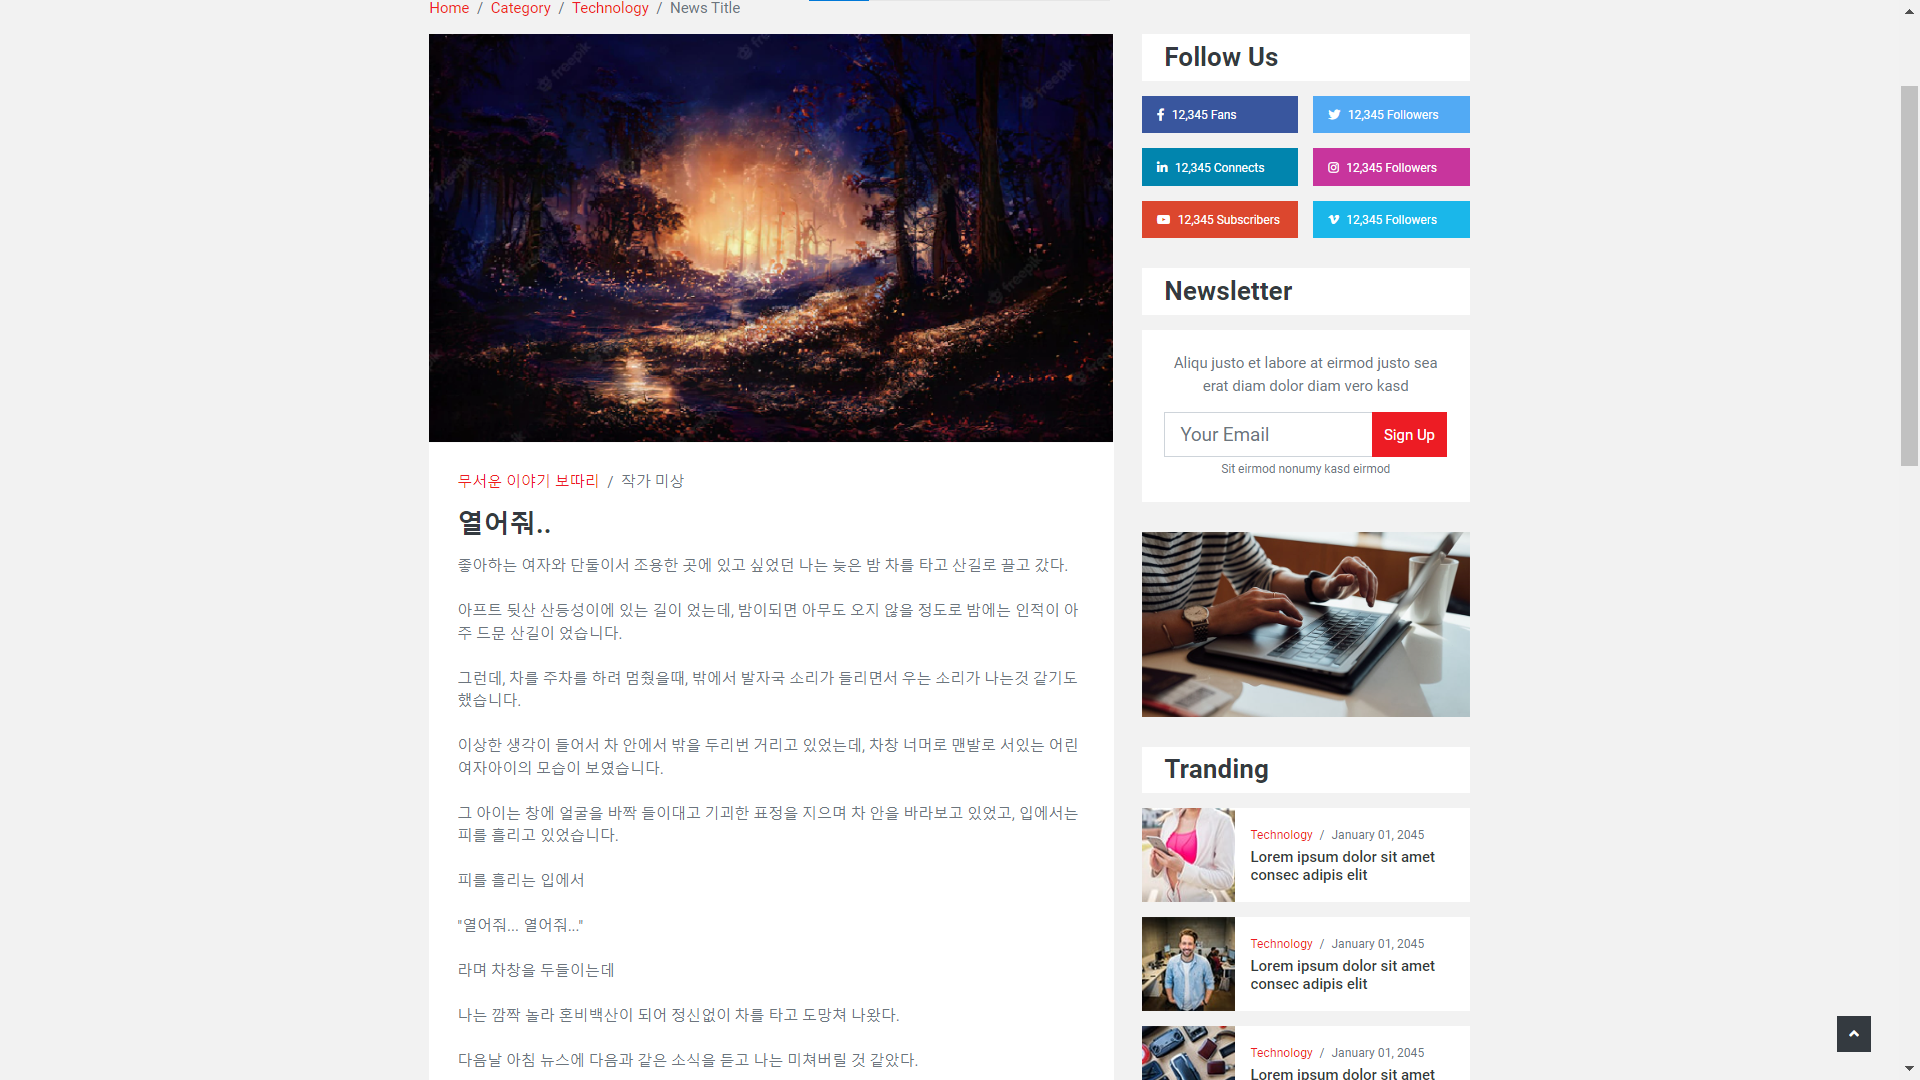 Home / Category / Technology / News Title
Follow Us
12,345 Fans
12,345 Followers
12,345 Connects
12,345 Followers
12,345 Subscribers
12,345 Followers
Newsletter
Aliqu justo et labore at eirmod justo sea
erat diam dolor diam vero kasd
Your Email
Sign Up
Sit eirmod nonumy kasd eirmod
무서운 이야기 보따리 / 작가 미상
열어줘..
좋아하는 여자와 단둘이서 조용한 곳에 있고 싶었던 나는 늦은 밤 차를 타고 산길로 끌고 갔다.
아프트 뒷산 산등성이에 있는 길이 었는데, 밤이되면 아무도 오지 않을 정도로 밤에는 인적이 아
주 드문 산길이 었습니다.
그런데, 차를 주차를 하려 멈췄을때, 밖에서 발자국 소리가 들리면서 우는 소리가 나는것 같기도
했습니다.
이상한 생각이 들어서 차 안에서 밖을 두리번 거리고 있었는데, 차창 너머로 맨발로 서있는 어린
여자아이의 모습이 보였습니다.
그 아이는 창에 얼굴을 바짝 들이대고 기괴한 표정을 지으며 차 안을 바라보고 있었고, 입에서는
피를 흘리고 있었습니다.
피를 흘리는 입에서
"열어줘... 열어줘..."
라며 차창을 두들이는데
나는 깜짝 놀라 혼비백산이 되어 정신없이 차를 타고 도망쳐 나왔다.
다음날 아침 뉴스에 다음과 같은 소식을 듣고 나는 미쳐버릴 것 같았다.
Tranding
Technology / January 01, 2045
Lorem ipsum dolor sit amet
consec adipis elit
Technology / January 01, 2045
Lorem ipsum dolor sit amet
consec adipis elit
Technology / January 01, 2045
Lorem ipsum dolor sit amet
freepik
freepik
freepik